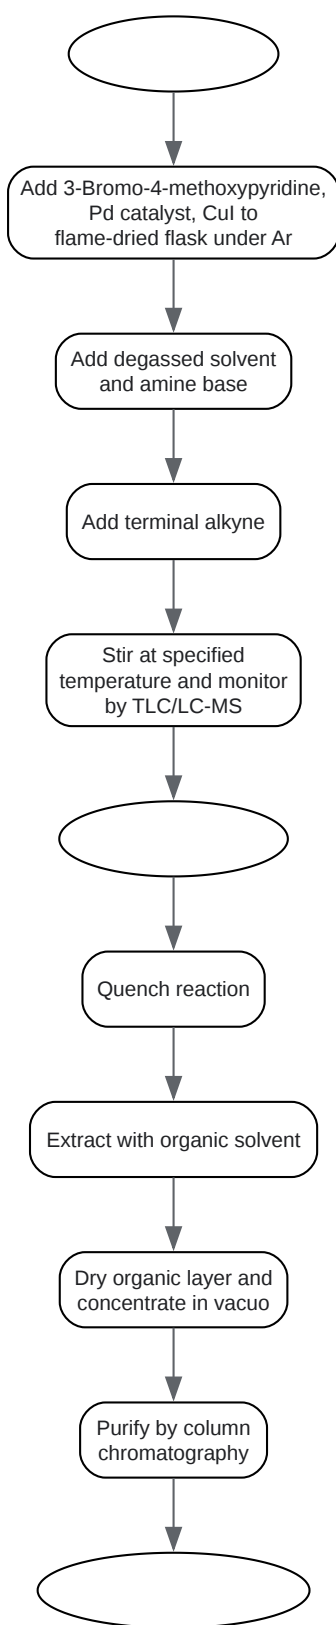 Add 3-Bromo-4-methoxypyridine,
Pd catalyst, CuI to
flame-dried flask under Ar
Add degassed solvent
and amine base
Add terminal alkyne
Stir at specified
temperature and monitor
by TLC/LC-MS
Quench reaction
Extract with organic solvent
Dry organic layer and
concentrate in vacuo
Purify by column
chromatography